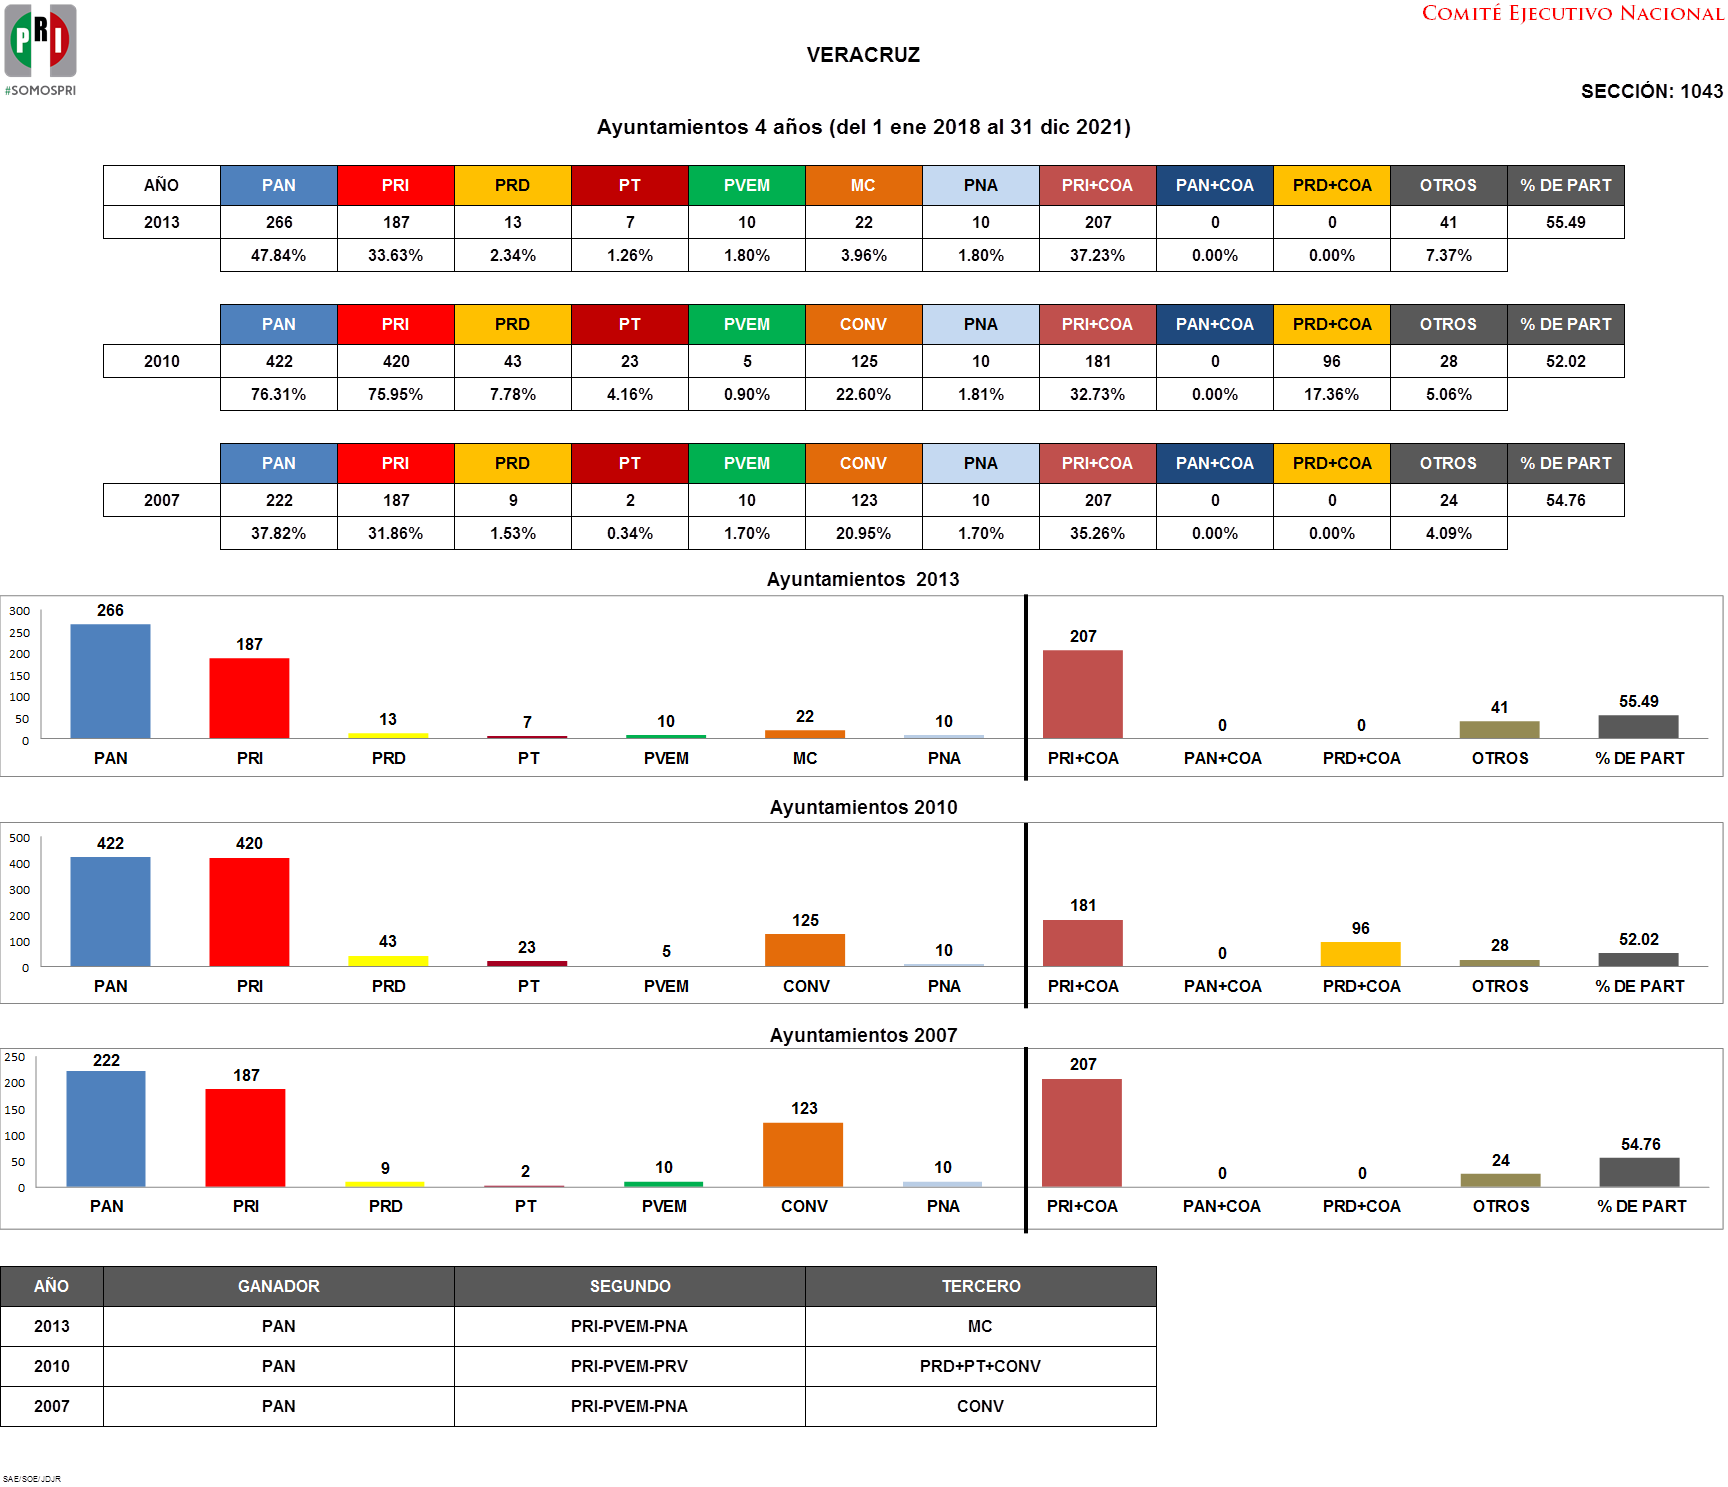 PRI
#SOMOSPRI
COMITÉ EJECUTIVO NACIONAL
VERACRUZ
SECCIÓN: 1043
Ayuntamientos 4 años (del 1 ene 2018 al 31 dic 2021)
AÑO PAN PRI PRD PT PVEM MC PNA PRI+COA PAN+COA PRD+COA OTROS % DE PART
2013 266 187 13 7 10 22 10 207 0 0 41 55.49
47.84% 33.63% 2.34% 1.26% 1.80% 3.96% 1.80% 37.23% 0.00% 0.00% 7.37%
PAN PRI PRD PT PVEM CONV PNA PRI+COA PAN+COA PRD+COA OTROS % DE PART
2010 422 420 43 23 5 125 10 181 0 96 28 52.02
76.31% 75.95% 7.78% 4.16% 0.90% 22.60% 1.81% 32.73% 0.00% 17.36% 5.06%
PAN PRI PRD PT PVEM CONV PNA PRI+COA PAN+COA PRD+COA OTROS % DE PART
2007 222 187 9 2 10 123 10 207 0 0 24 54.76
37.82% 31.86% 1.53% 0.34% 1.70% 20.95% 1.70% 35.26% 0.00% 0.00% 4.09%
Ayuntamientos 2013
300
250
200
150
100
50
0
266 187 13 7 10 22 10 207 0 0 41 55.49
PAN PRI PRD PT PVEM MC PNA PRI+COA PAN+COA PRD+COA OTROS % DE PART
Ayuntamientos 2010
500
400
300
200
100
0
422 420 43 23 5 125 10 181 0 96 28 52.02
PAN PRI PRD PT PVEM CONV PNA PRI+COA PAN+COA PRD+COA OTROS % DE PART
Ayuntamientos 2007
250
200
150
100
50
0
222 187 9 2 10 123 10 207 0 0 24 54.76
PAN PRI PRD PT PVEM CONV PNA PRI+COA PAN+COA PRD+COA OTROS % DE PART
AÑO GANADOR SEGUNDO TERCERO
2013 PAN PRI-PVEM-PNA MC
2010 PAN PRI-PVEM-PRV PRD+PT+CONV
2007 PAN PRI-PVEM-PNA CONV
SAE/SOE/JDJR